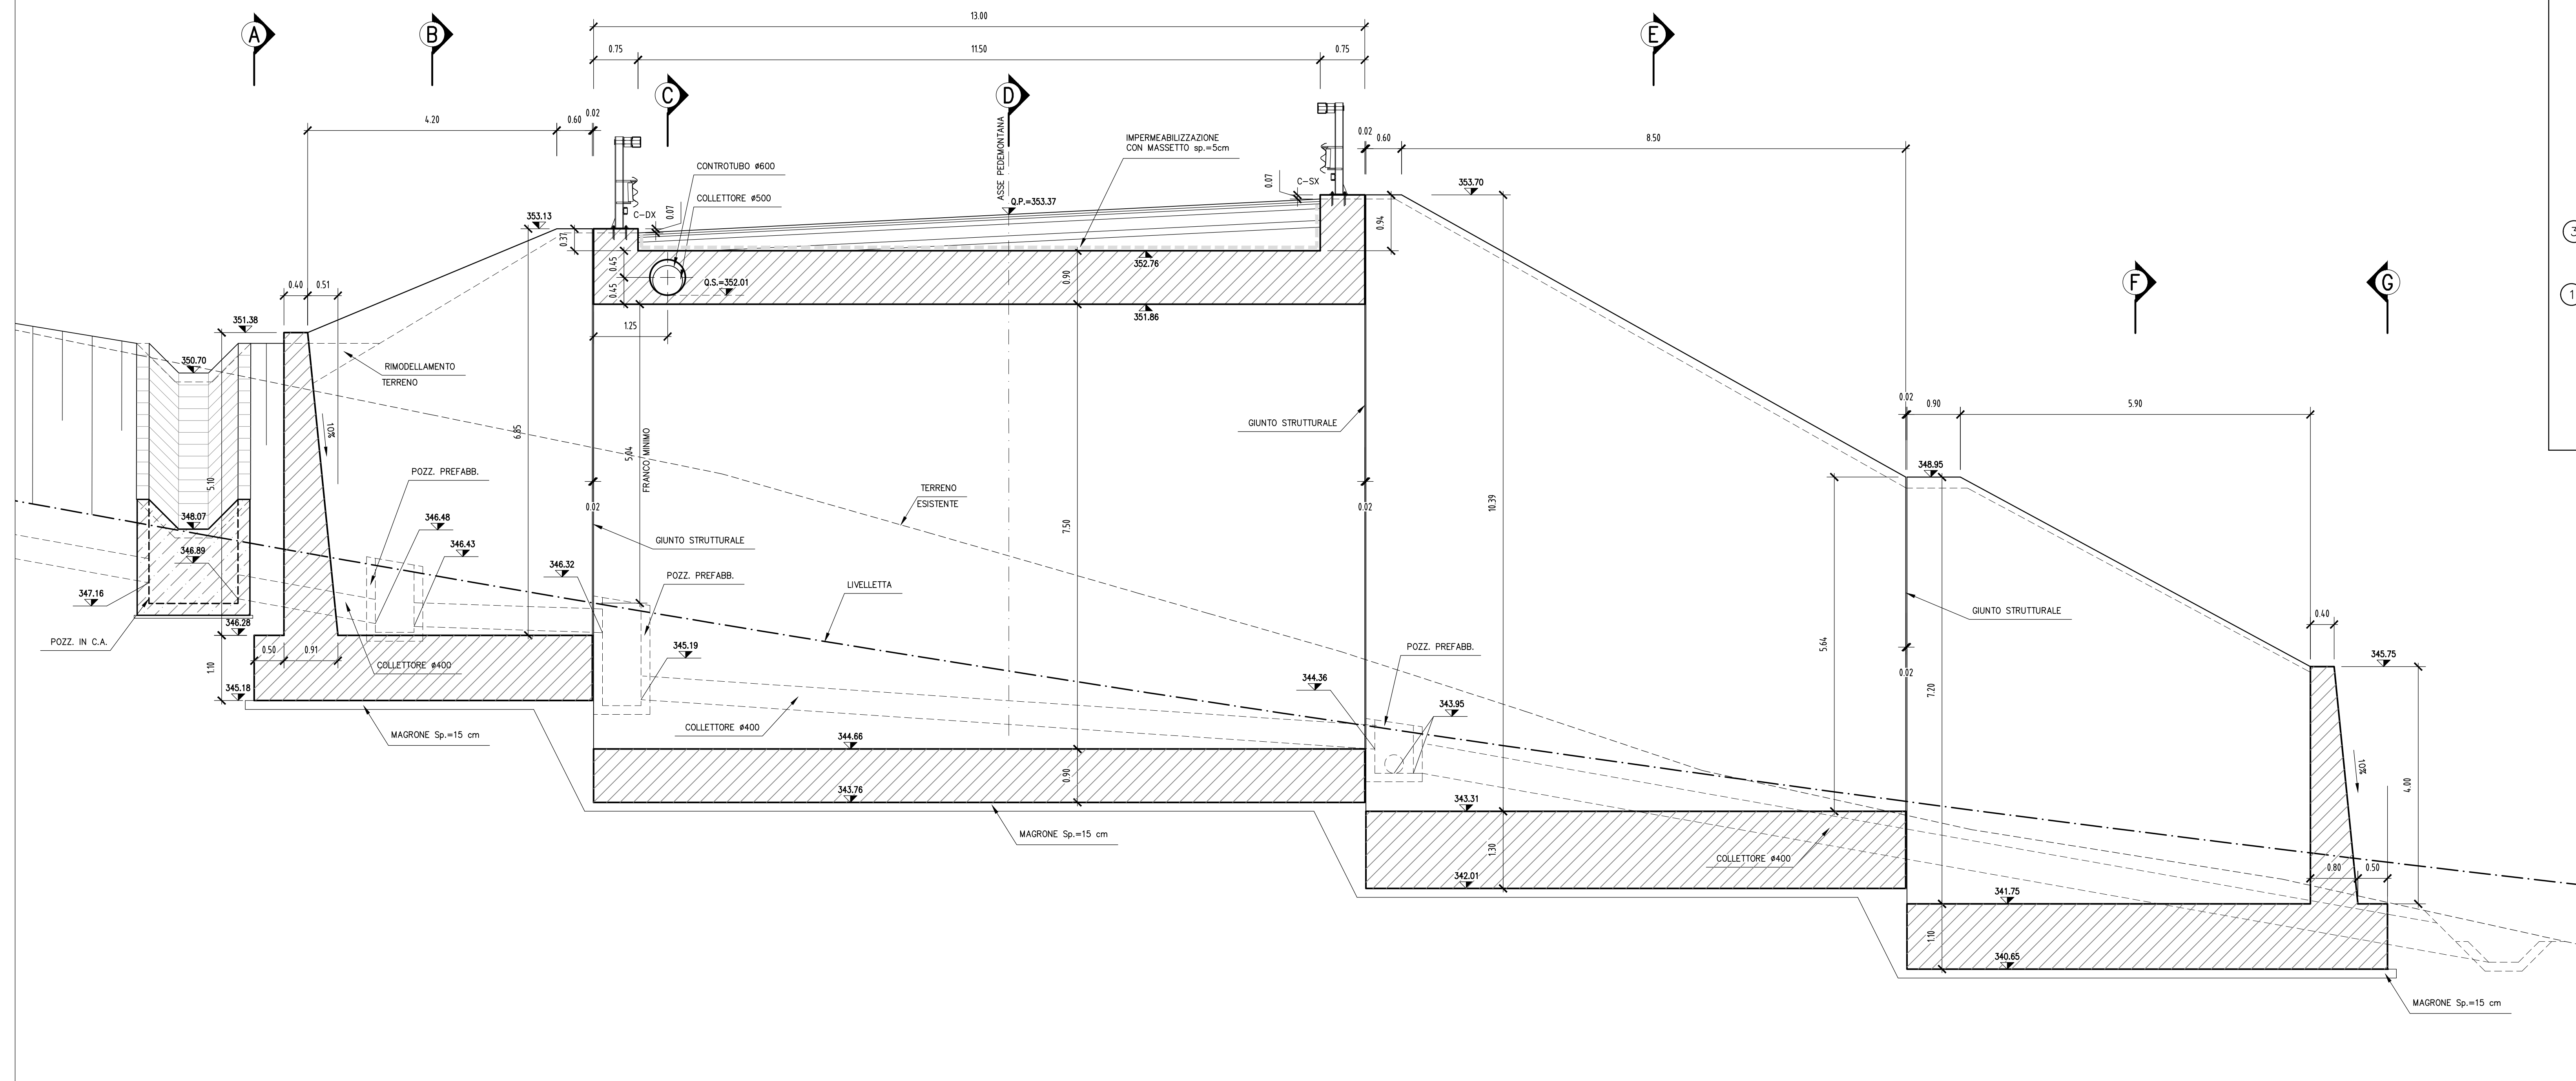 13.00
A
B
E
0.75
11.50
0.75
C
D
4.20
0.60
0.02
ASSE PEDEMONTANA
IMPERMEABILIZZAZIONE
CON MASSETTO sp.=5cm
0.02
0.60
8.50
CONTROTUBO ø600
COLLETTORE ø500
C-DX
0.07
Q.P.=353.37
0.07
C-SX
353.70
353.13
0.37
0.94
0.45
0.45
Q.S.=352.01
0.90
352.76
351.86
1.25
F
G
3
1
0.40
0.51
351.38
350.70
RIMODELLAMENTO
TERRENO
10%
6.85
5.04
FRANCO MINIMO
GIUNTO STRUTTURALE
0.02
0.90
5.90
348.95
5.10
POZZ. PREFABB.
TERRENO
ESISTENTE
0.02
0.02
10.39
7.50
348.07
346.89
346.48
346.43
GIUNTO STRUTTURALE
346.32
POZZ. PREFABB.
LIVELLETTA
347.16
POZZ. IN C.A.
346.28
0.50
0.91
COLLETTORE ø400
345.19
1.10
345.18
GIUNTO STRUTTURALE
0.40
5.64
POZZ. PREFABB.
0.02
7.20
345.75
344.36
343.95
MAGRONE Sp.=15 cm
COLLETTORE ø400
344.66
0.90
343.76
10%
4.00
343.31
MAGRONE Sp.=15 cm
1.30
COLLETTORE ø400
342.01
0.80
0.50
341.75
1.10
340.65
MAGRONE Sp.=15 cm